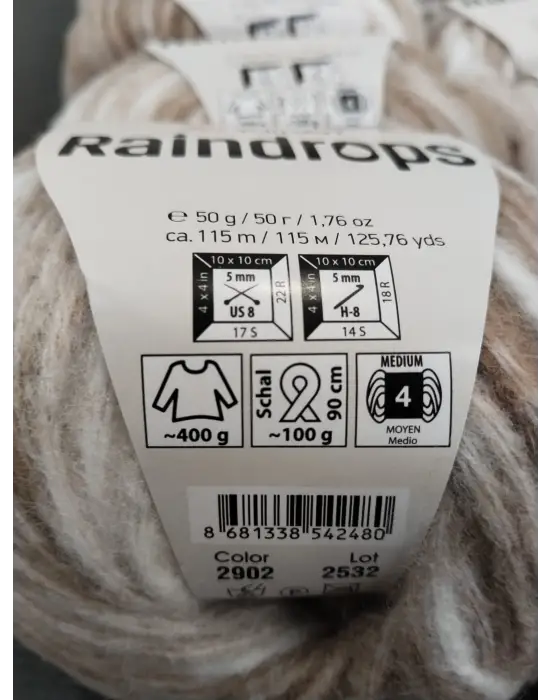 Raindrops
℮ 50 g / 50 г / 1,76 oz
ca. 115 m / 115 м / 125,76 yds
10 x 10 cm
4 x 4 in
5 mm
US 8
22 R
17 S
10 x 10 cm
4 x 4 in
5 mm
H-8
18 R
14 S
~400 g
Schal
90 cm
~100 g
MEDIUM
4
MOYEN
Medio
8 681338 542480
Color Lot
2902 2532